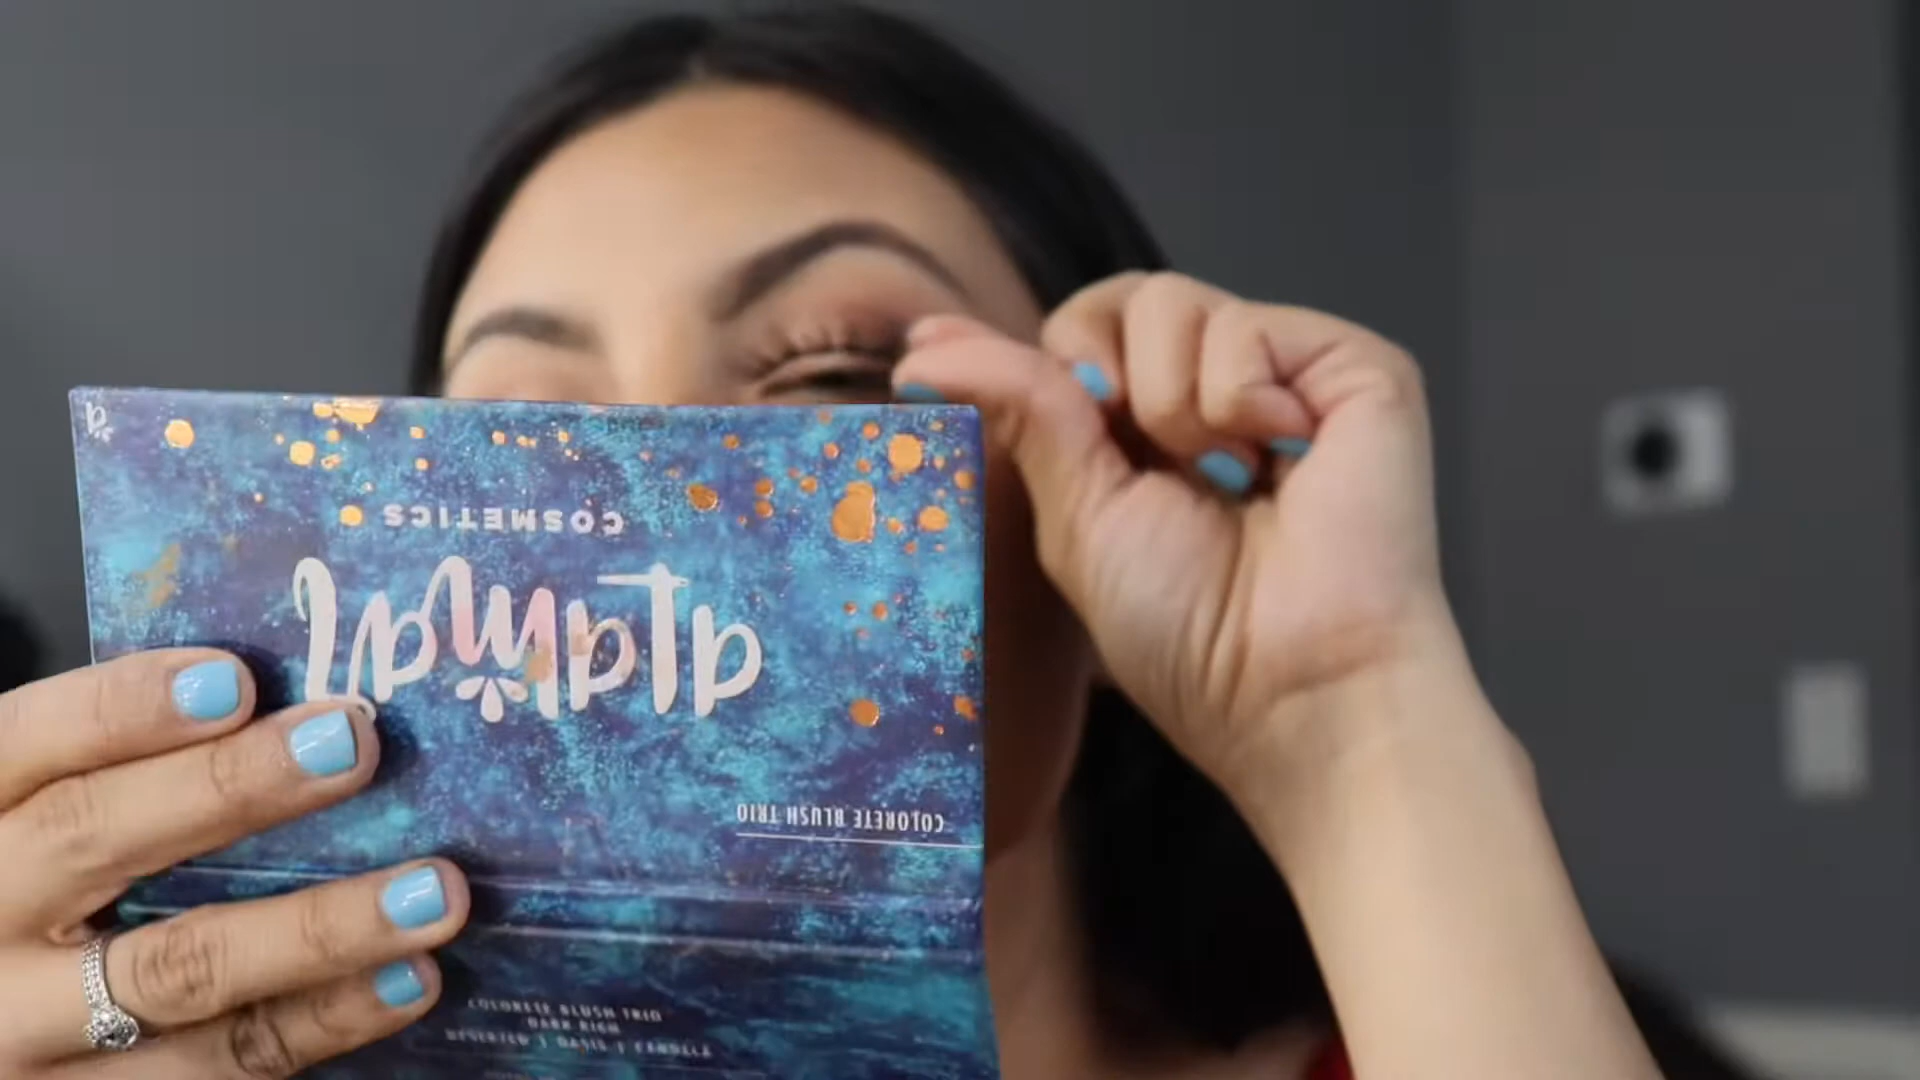 COLORETE BLUSH TRIO
alamar
COSMETICS
COLORETE BLUSH TRIO
DARK RICH